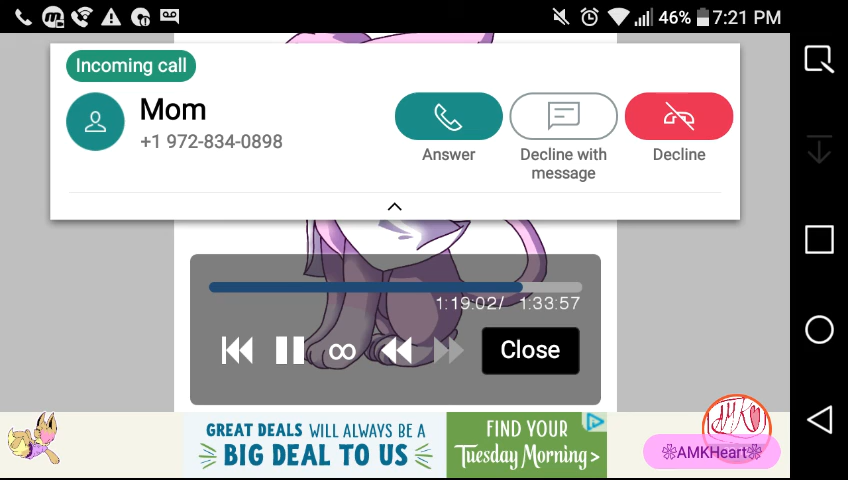 46% 7:21 PM
Incoming call
Mom
+1 972-834-0898
Answer
Decline with
message
Decline
1:19:02/ 1:33:57
Close
GREAT DEALS WILL ALWAYS BE A
BIG DEAL TO US
FIND YOUR
Tuesday Morning >
AMK
❀AMKHeart❀